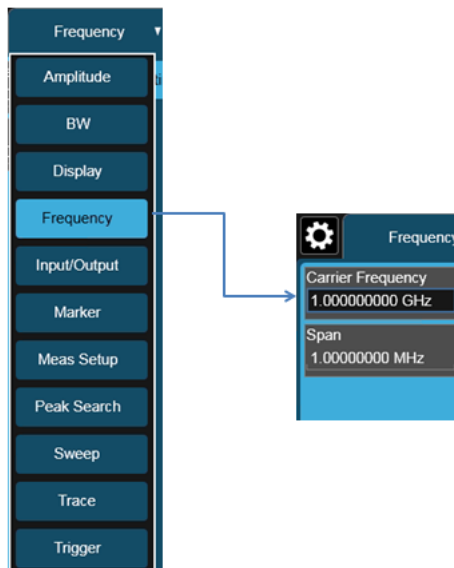 Frequency
Amplitude
BW
Display
Frequency
Input/Output
Marker
Meas Setup
Peak Search
Sweep
Trace
Trigger
Frequency
Carrier Frequency
1.000000000 GHz
Span
1.00000000 MHz